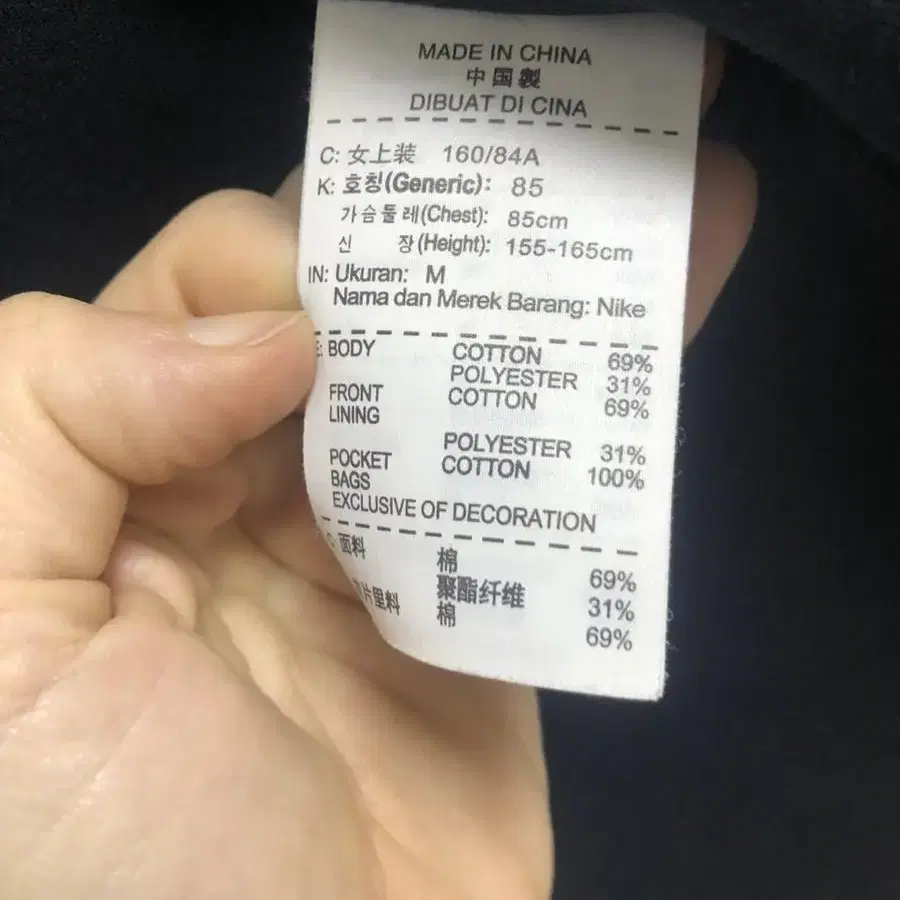 MADE IN CHINA
中国製
DIBUAT DI CINA
C: 女上装 160/84A
K: 호칭(Generic): 85
가슴둘레(Chest): 85cm
신 장(Height): 155-165cm
IN: Ukuran: M
Nama dan Merek Barang: Nike
E: BODY COTTON 69%
POLYESTER 31%
FRONT LINING COTTON 69%
POLYESTER 31%
POCKET BAGS COTTON 100%
EXCLUSIVE OF DECORATION
C 面料 棉 69%
聚酯纤维 31%
片里料 棉 69%